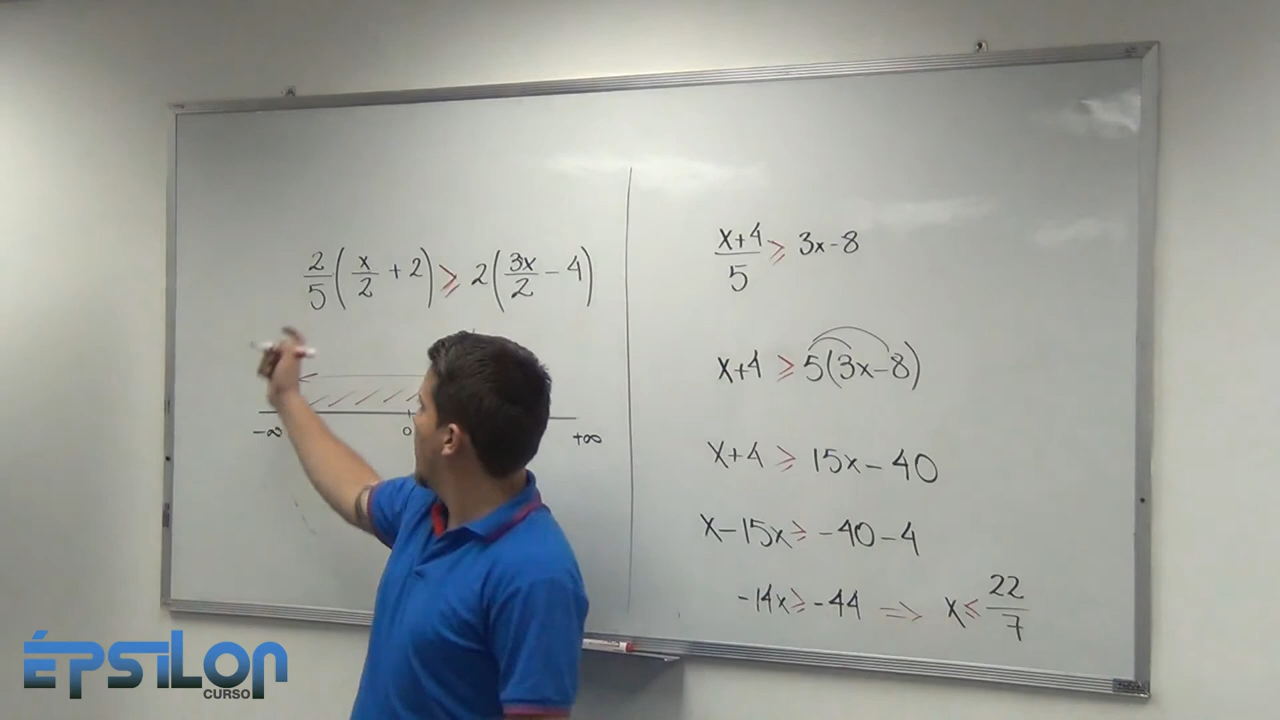 2/5 ( x/2 + 2 ) ≥ 2 ( 3x/2 - 4 )
-∞ 0 +∞
x+4/5 ≥ 3x-8
x+4 ≥ 5(3x-8)
x+4 ≥ 15x-40
x-15x ≥ -40-4
-14x ≥ -44 => x ≤ 22/7
ÉPSILON
CURSO